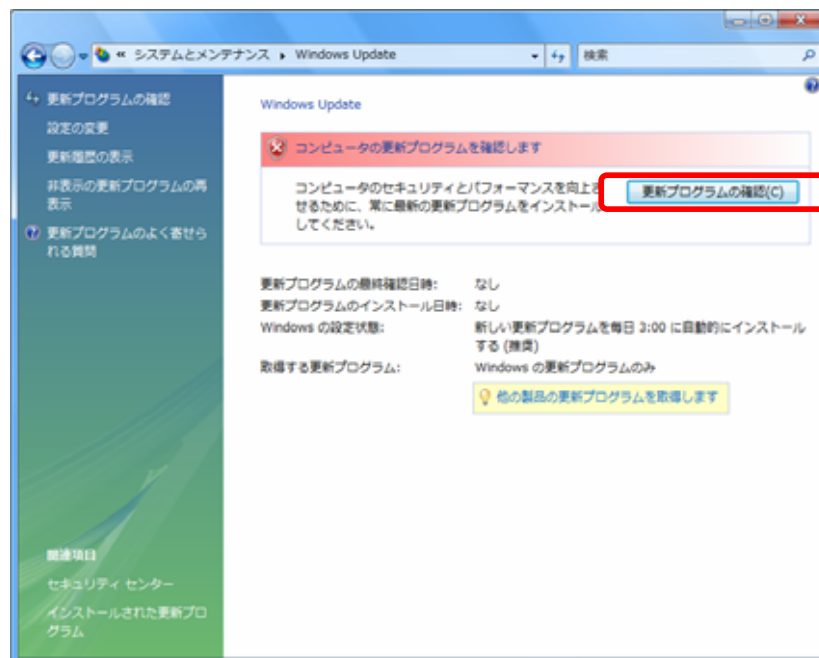 « システムとメンテナンス ▸ Windows Update
検索
更新プログラムの確認
設定の変更
更新履歴の表示
非表示の更新プログラムの再
表示
更新プログラムのよく寄せら
れる質問
関連項目
セキュリティ センター
インストールされた更新プロ
グラム
Windows Update
コンピュータの更新プログラムを確認します
コンピュータのセキュリティとパフォーマンスを向上さ
せるために、常に最新の更新プログラムをインストール
してください。
更新プログラムの確認(C)
更新プログラムの最終確認日時: なし
更新プログラムのインストール日時: なし
Windows の設定状態: 新しい更新プログラムを毎日 3:00 に自動的にインストール
する (推奨)
取得する更新プログラム: Windows の更新プログラムのみ
他の製品の更新プログラムを取得します